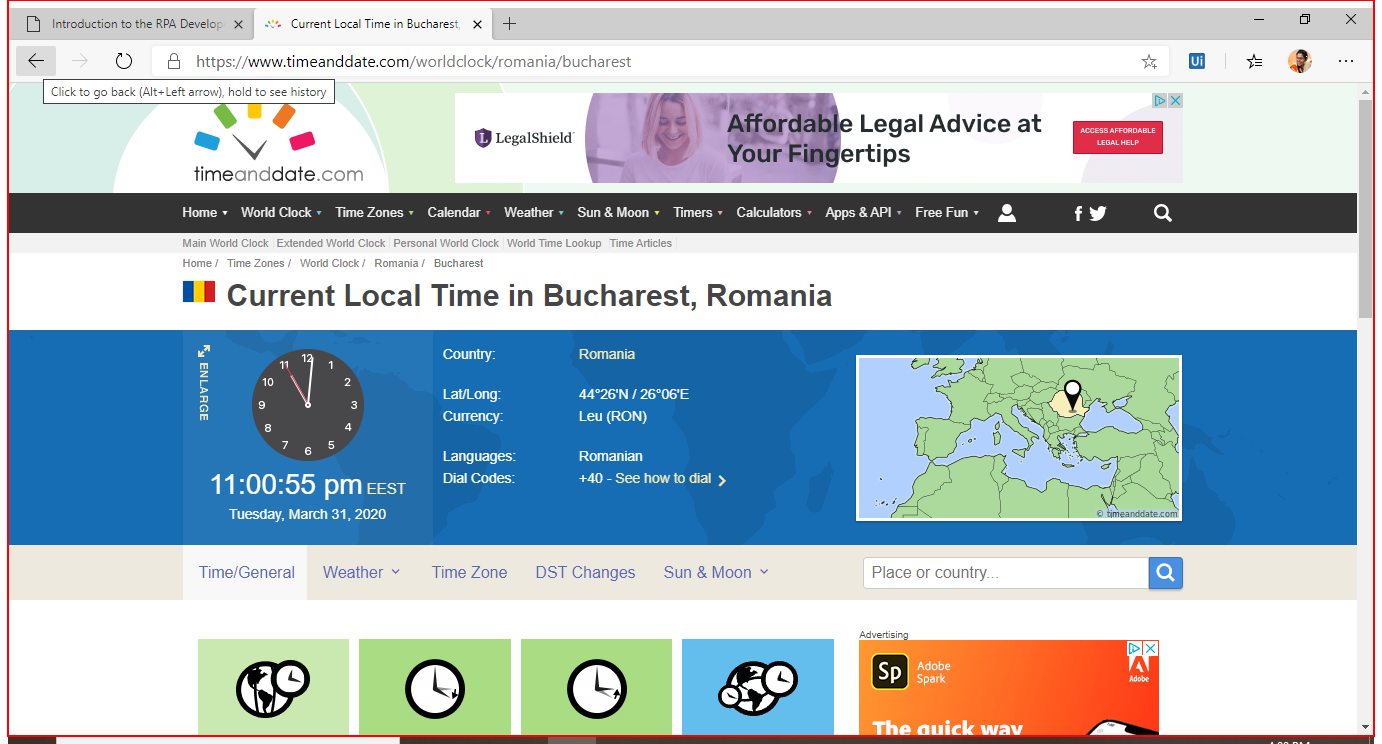 Introduction to the RPA Develop
Current Local Time in Bucharest,
https://www.timeanddate.com/worldclock/romania/bucharest
Ui
Click to go back (Alt+Left arrow), hold to see history
timeanddate.com
LegalShield
Affordable Legal Advice at
Your Fingertips
ACCESS AFFORDABLE
LEGAL HELP
Home World Clock Time Zones Calendar Weather Sun & Moon Timers Calculators Apps & API Free Fun
Main World Clock Extended World Clock Personal World Clock World Time Lookup Time Articles
Home / Time Zones / World Clock / Romania / Bucharest
Current Local Time in Bucharest, Romania
ENLARGE
12
1
2
3
4
5
6
7
8
9
10
11
11:00:55 pm EEST
Tuesday, March 31, 2020
Country: Romania
Lat/Long: 44°26'N / 26°06'E
Currency: Leu (RON)
Languages: Romanian
Dial Codes: +40 - See how to dial
© timeanddate.com
Time/General Weather Time Zone DST Changes Sun & Moon
Place or country...
Advertising
Sp
Adobe
Spark
Adobe
The quick way